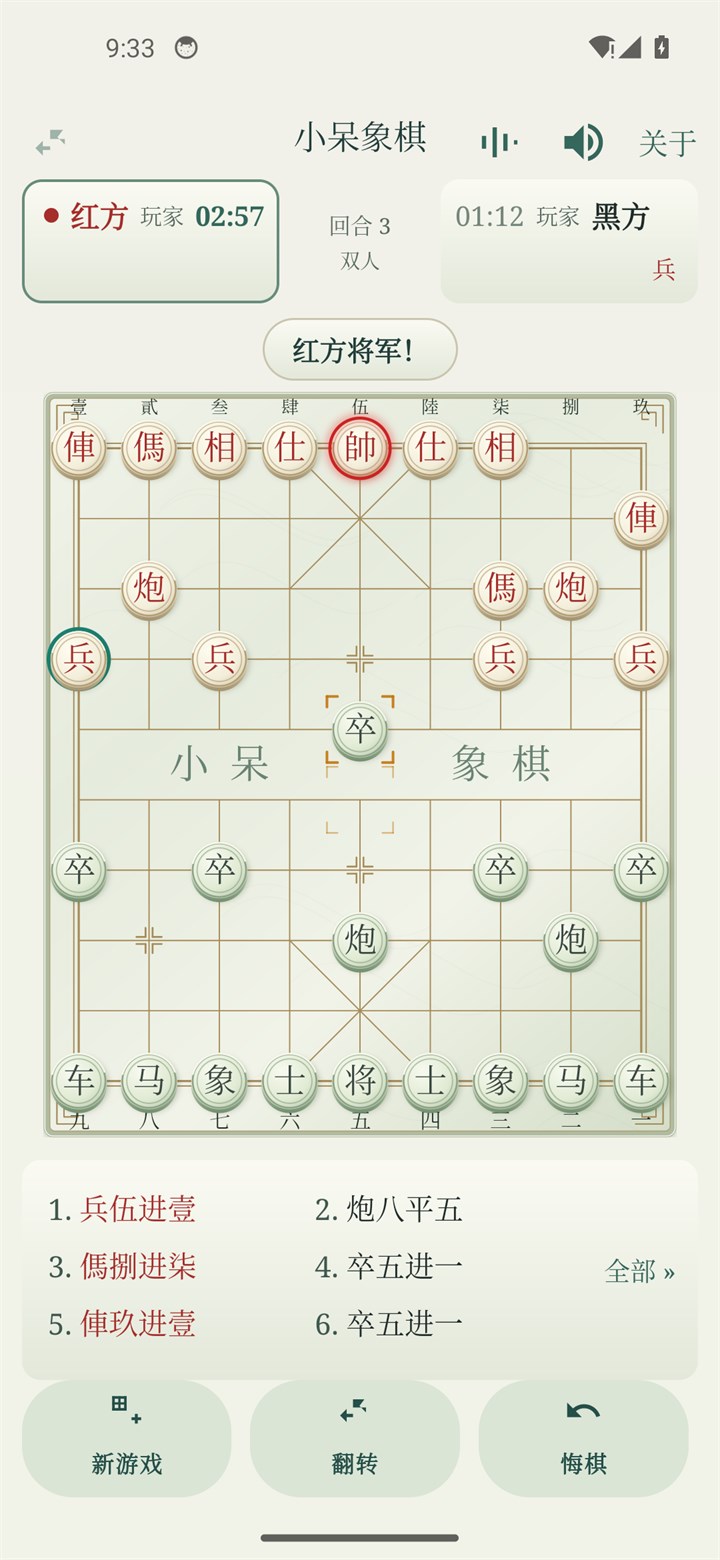 9:33
小呆象棋 关于
红方 玩家 02:57
回合 3
双人
01:12 玩家 黑方
兵
红方将军！
壹 貳 叁 肆 伍 陸 柒 捌 玖
俥 傌 相 仕 帥 仕 相
俥
炮 傌 炮
兵 兵 兵 兵
卒
小呆 象棋
卒 卒 卒 卒
炮 炮
车 马 象 士 将 士 象 马 车
九 八 七 六 五 四 三 二 一
1. 兵伍进壹 2. 炮八平五
3. 傌捌进柒 4. 卒五进一
全部 »
5. 俥玖进壹 6. 卒五进一
新游戏 翻转 悔棋